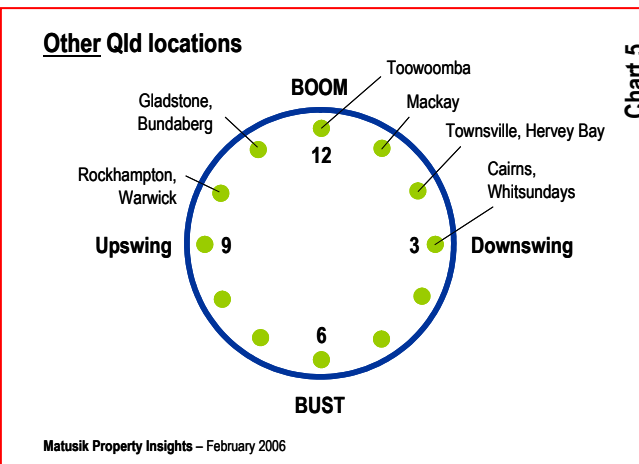 Other Qld locations
Chart 5
BOOM
Toowoomba
Gladstone,
Bundaberg
Mackay
Townsville, Hervey Bay
12
Rockhampton,
Warwick
Cairns,
Whitsundays
Upswing
9
3
Downswing
6
BUST
Matusik Property Insights – February 2006